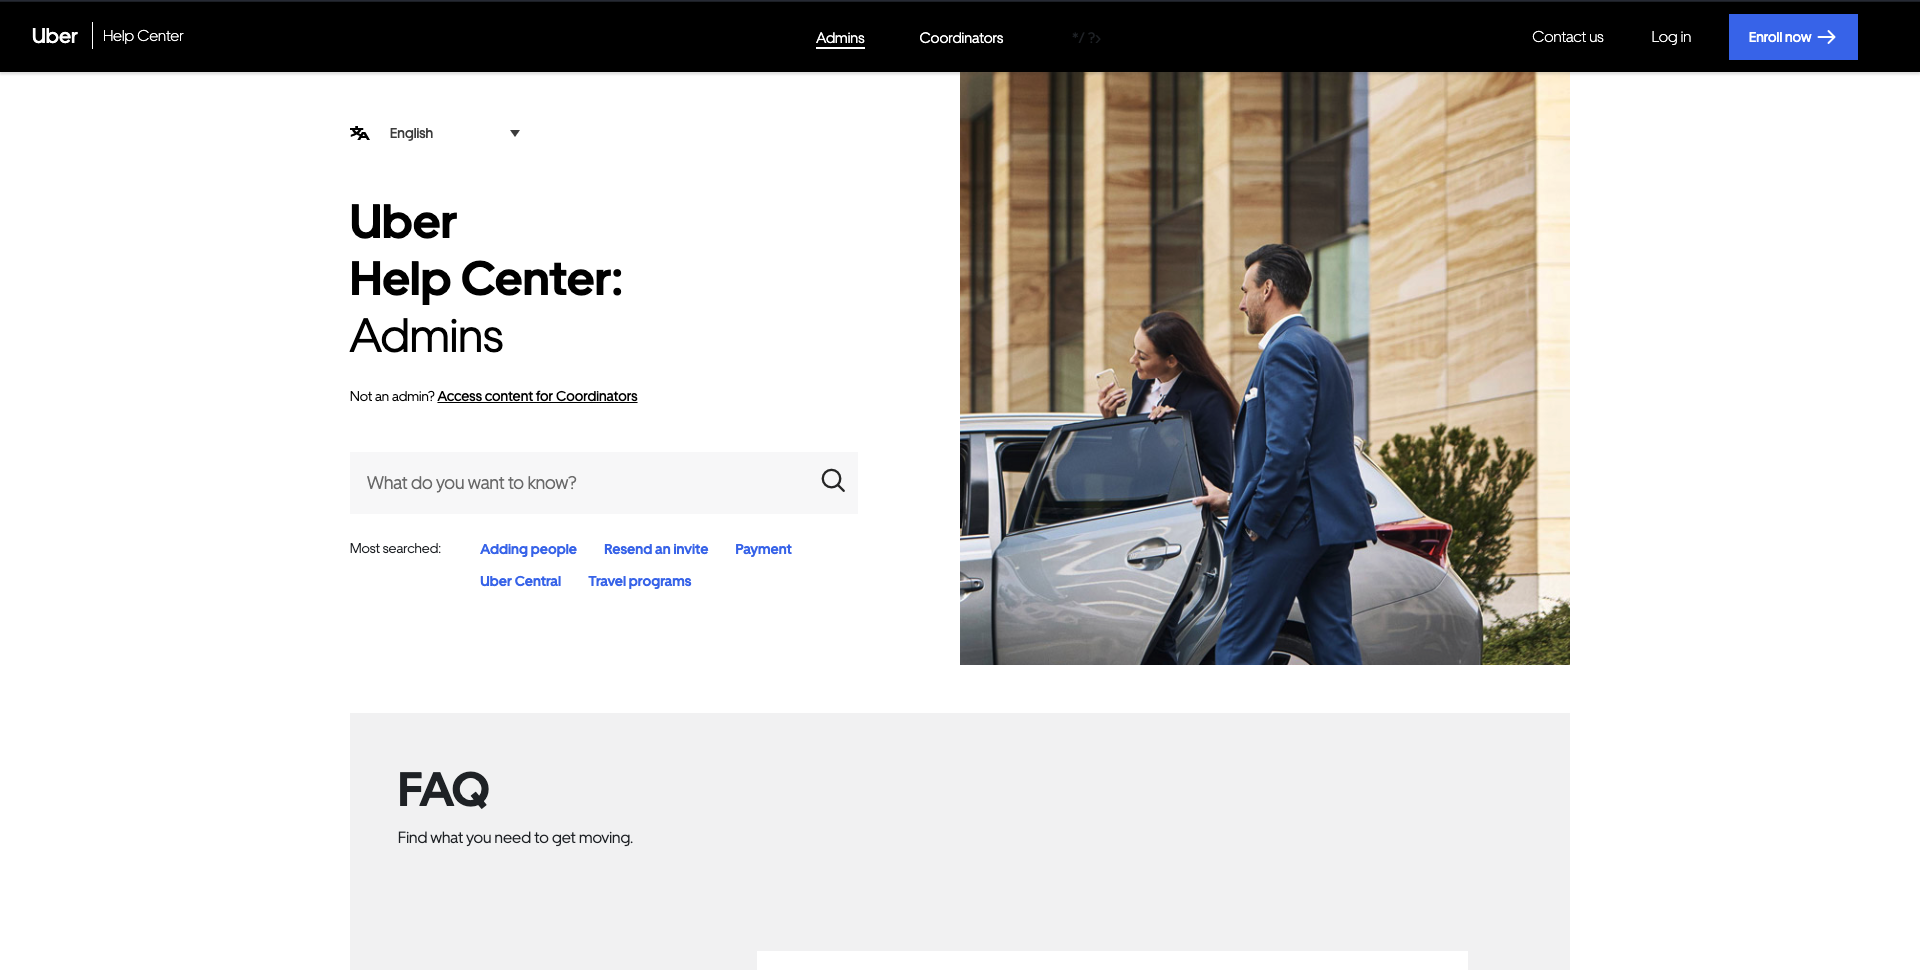 Uber
Help Center
Admins
Coordinators
*/ ?>
Contact us
Log in
Enroll now
English
Uber
Help Center:
Admins
Not an admin? Access content for Coordinators
What do you want to know?
Most searched:
Adding people
Resend an invite
Payment
Uber Central
Travel programs
FAQ
Find what you need to get moving.